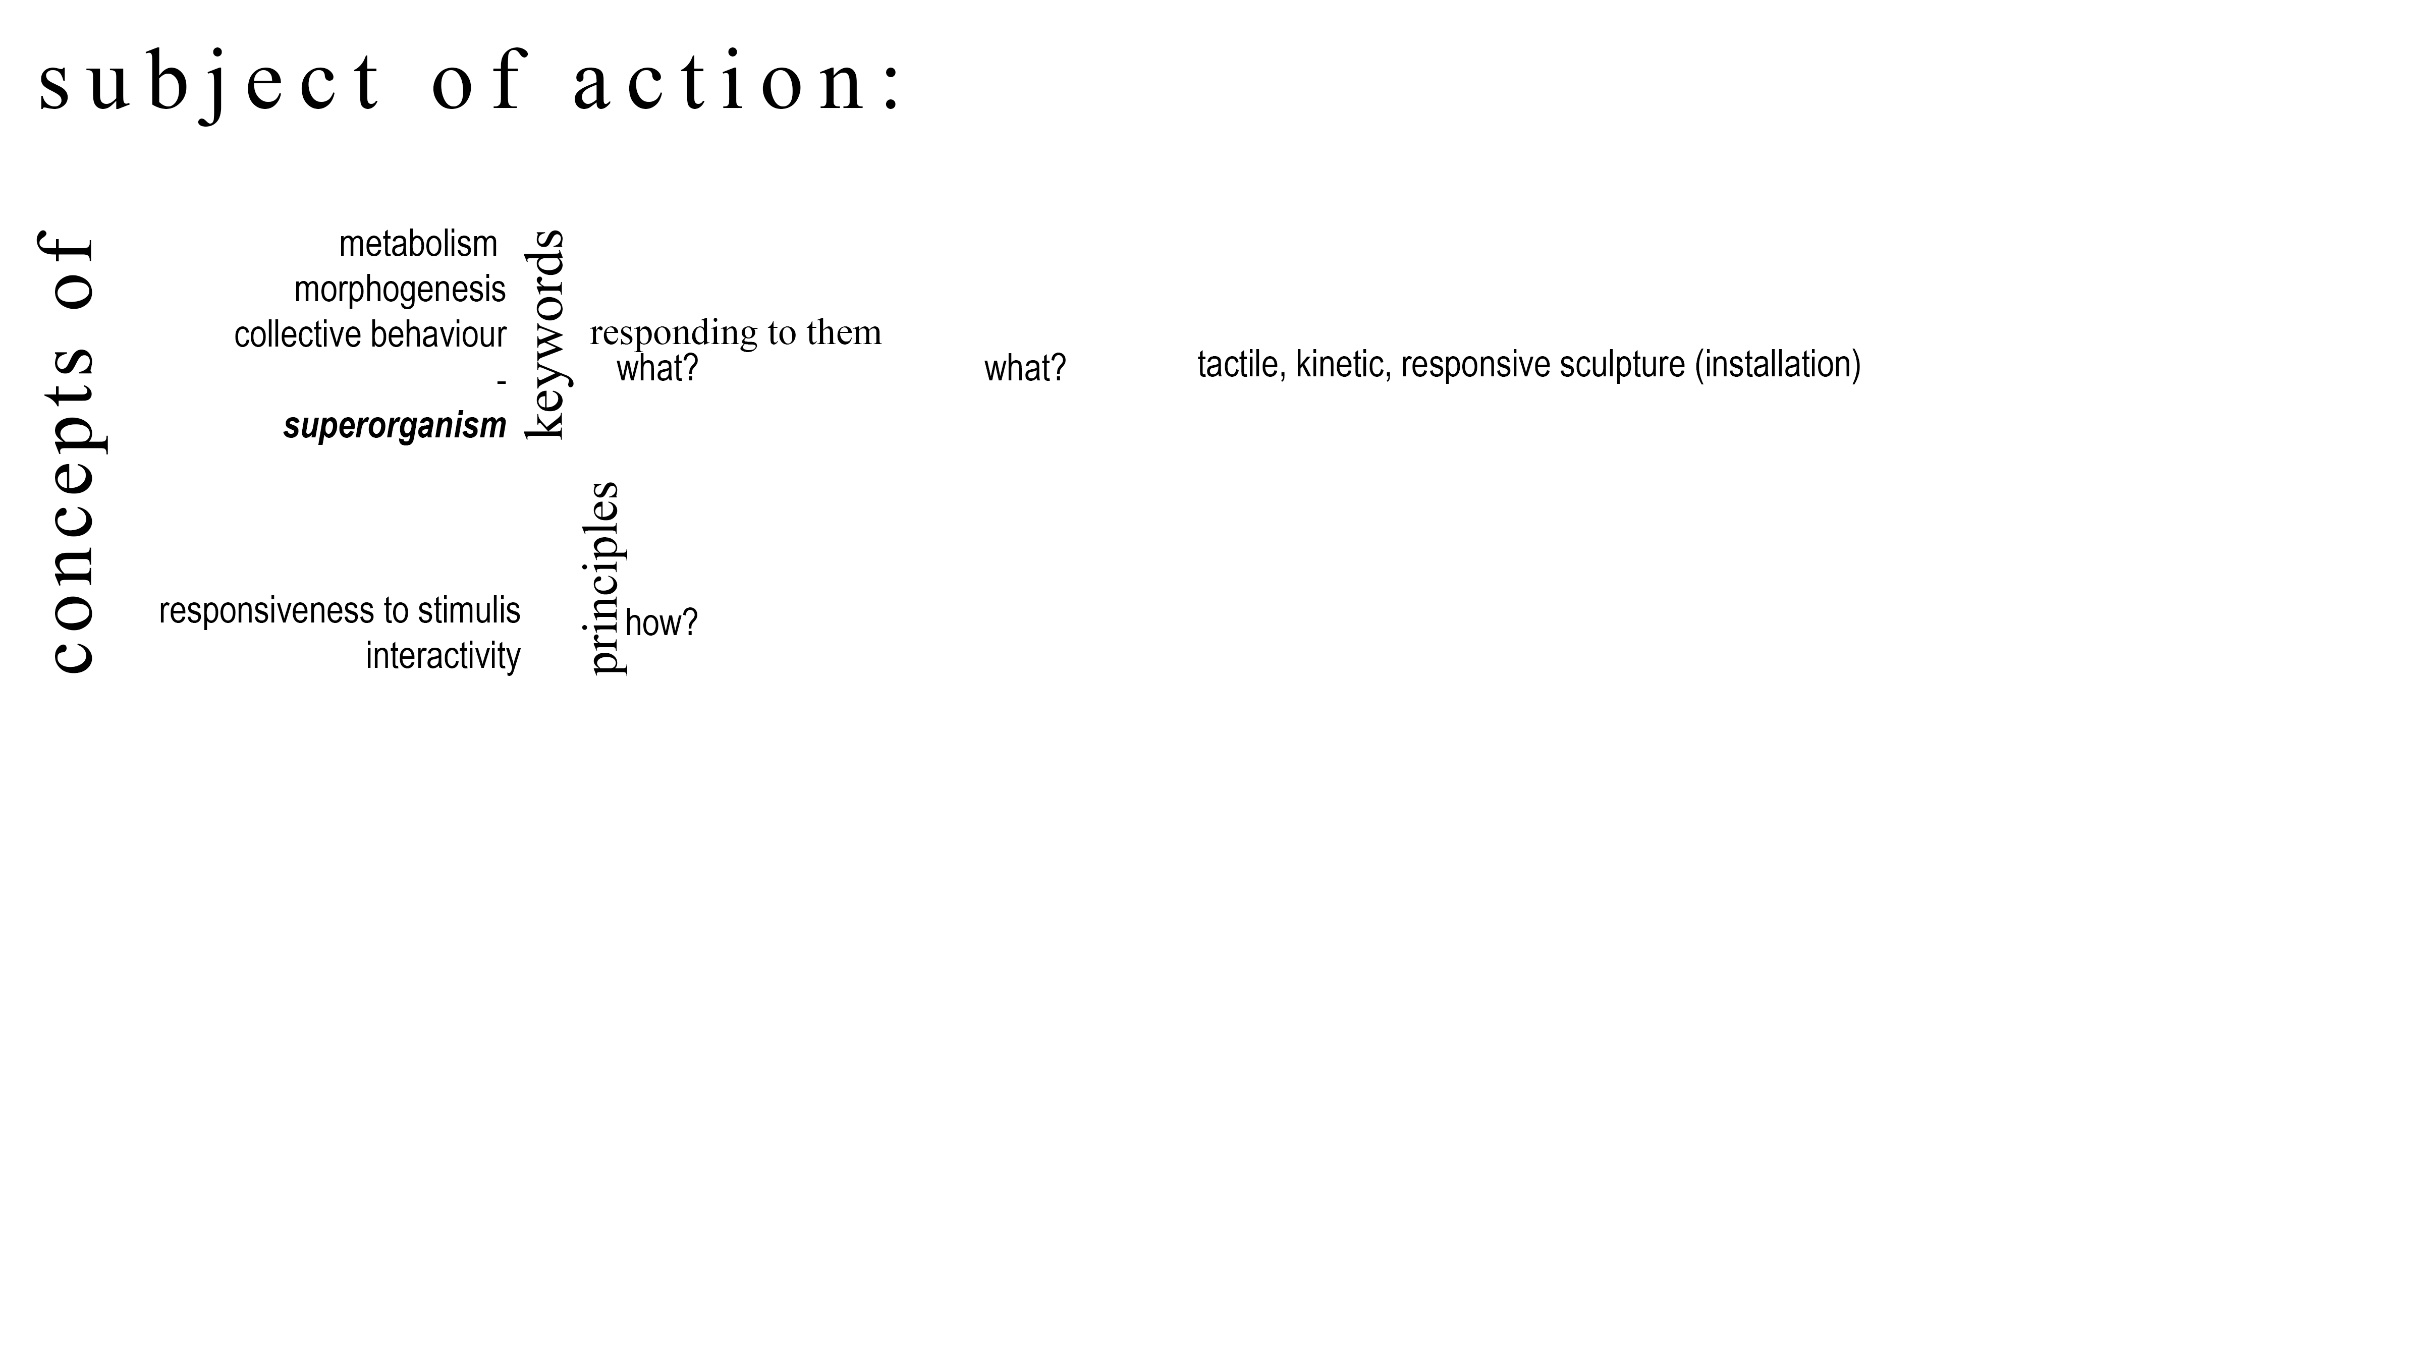 subject of action:
concepts of
metabolism
morphogenesis
collective behaviour
-
superorganism
keywords
responding to them
what?
what?
tactile, kinetic, responsive sculpture (installation)
responsiveness to stimulis
interactivity
principles
how?